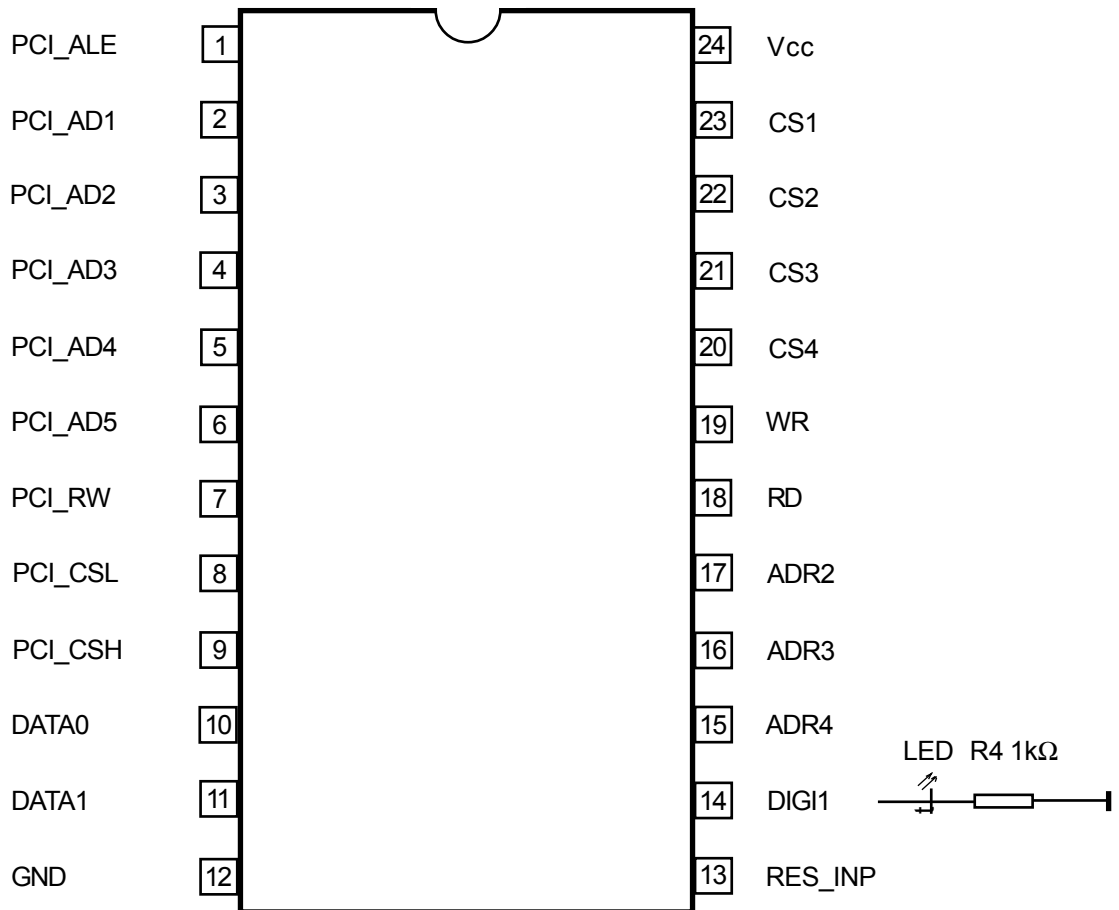 PCI_ALE 1 24 Vcc
PCI_AD1 2 23 CS1
PCI_AD2 3 22 CS2
PCI_AD3 4 21 CS3
PCI_AD4 5 20 CS4
PCI_AD5 6 19 WR
PCI_RW 7 18 RD
PCI_CSL 8 17 ADR2
PCI_CSH 9 16 ADR3
DATA0 10 15 ADR4
LED R4 1kΩ
DATA1 11 14 DIGI1
GND 12 13 RES_INP